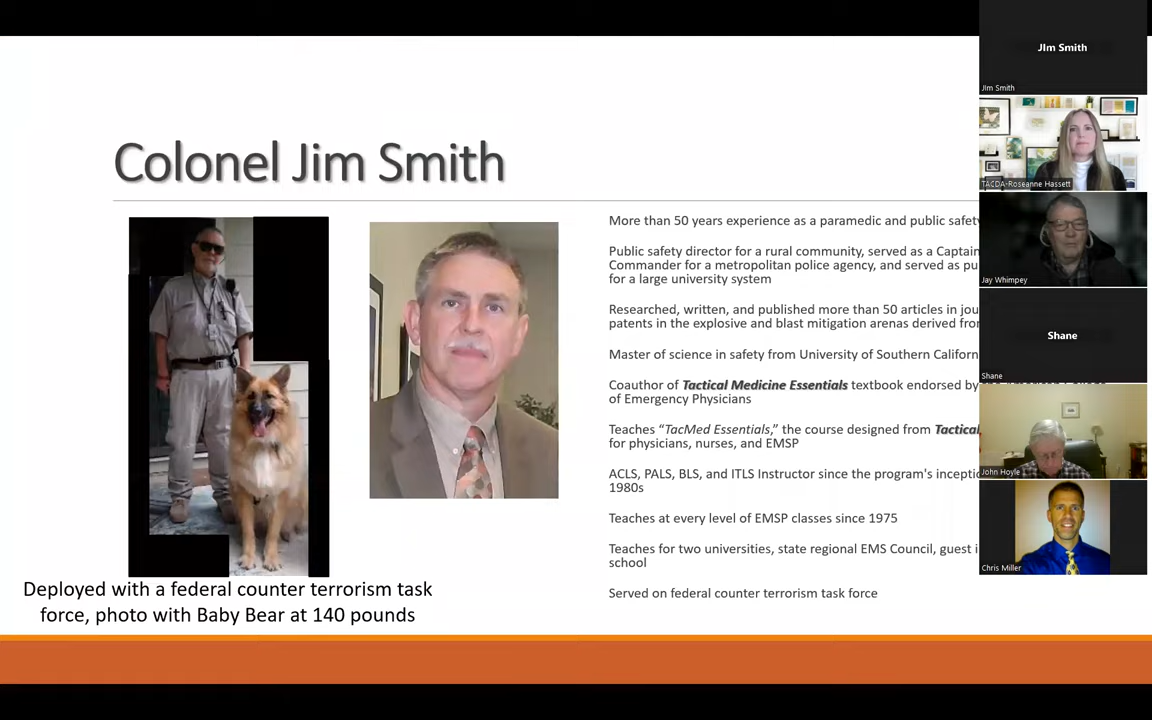 Colonel Jim Smith
More than 50 years experience as a paramedic and public safety
Public safety director for a rural community, served as a Captain
Commander for a metropolitan police agency, and served as pu
for a large university system
Researched, written, and published more than 50 articles in jou
patents in the explosive and blast mitigation arenas derived from
Master of science in safety from University of Southern Californ
Coauthor of Tactical Medicine Essentials textbook endorsed by
of Emergency Physicians
Teaches “TacMed Essentials,” the course designed from Tactical
for physicians, nurses, and EMSP
ACLS, PALS, BLS, and ITLS Instructor since the program's incepti
1980s
Teaches at every level of EMSP classes since 1975
Teaches for two universities, state regional EMS Council, guest i
school
Served on federal counter terrorism task force
Deployed with a federal counter terrorism task
force, photo with Baby Bear at 140 pounds
JIm Smith
JIm Smith
TACDA-Roseanne Hassett
Jay Whimpey
Shane
Shane
John Hoyle
Chris Miller